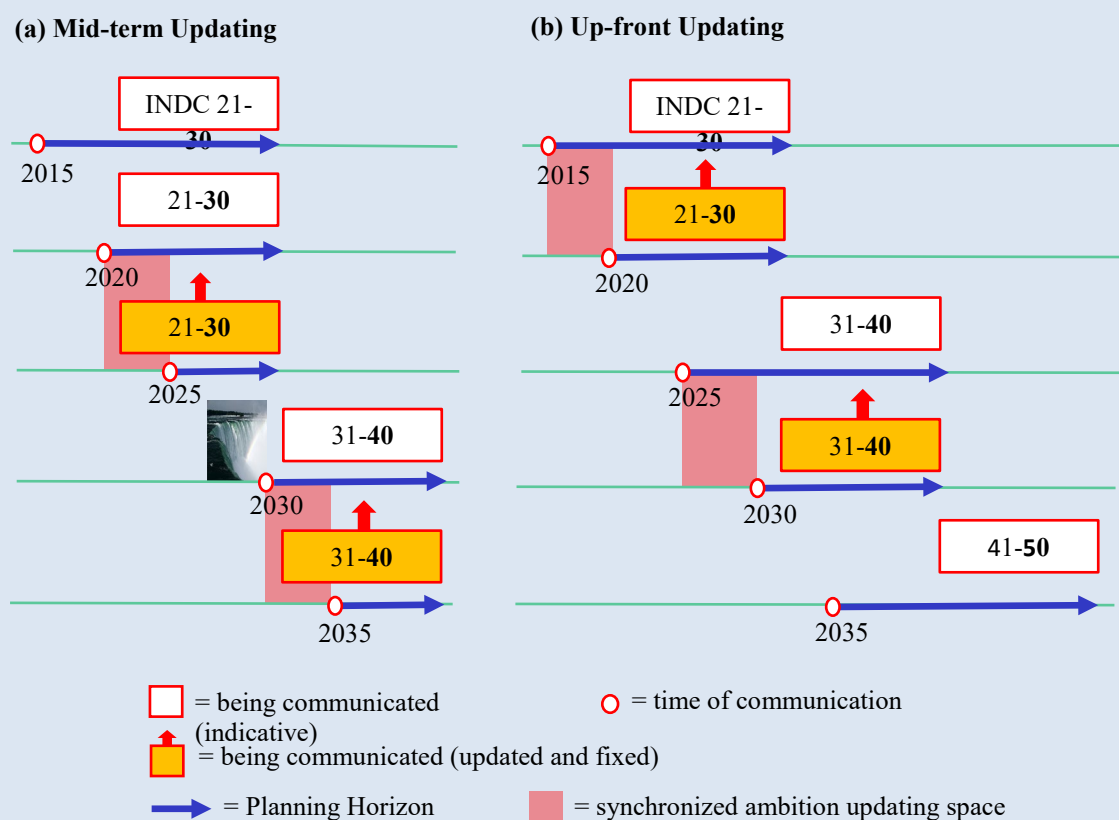 (a) Mid-term Updating
INDC 21-
30
2015
21-30
2020
21-30
2025
31-40
2030
31-40
2035
(b) Up-front Updating
INDC 21-
30
2015
21-30
2020
31-40
2025
31-40
2030
41-50
2035
= being communicated
(indicative)
= time of communication
= being communicated (updated and fixed)
= Planning Horizon
= synchronized ambition updating space